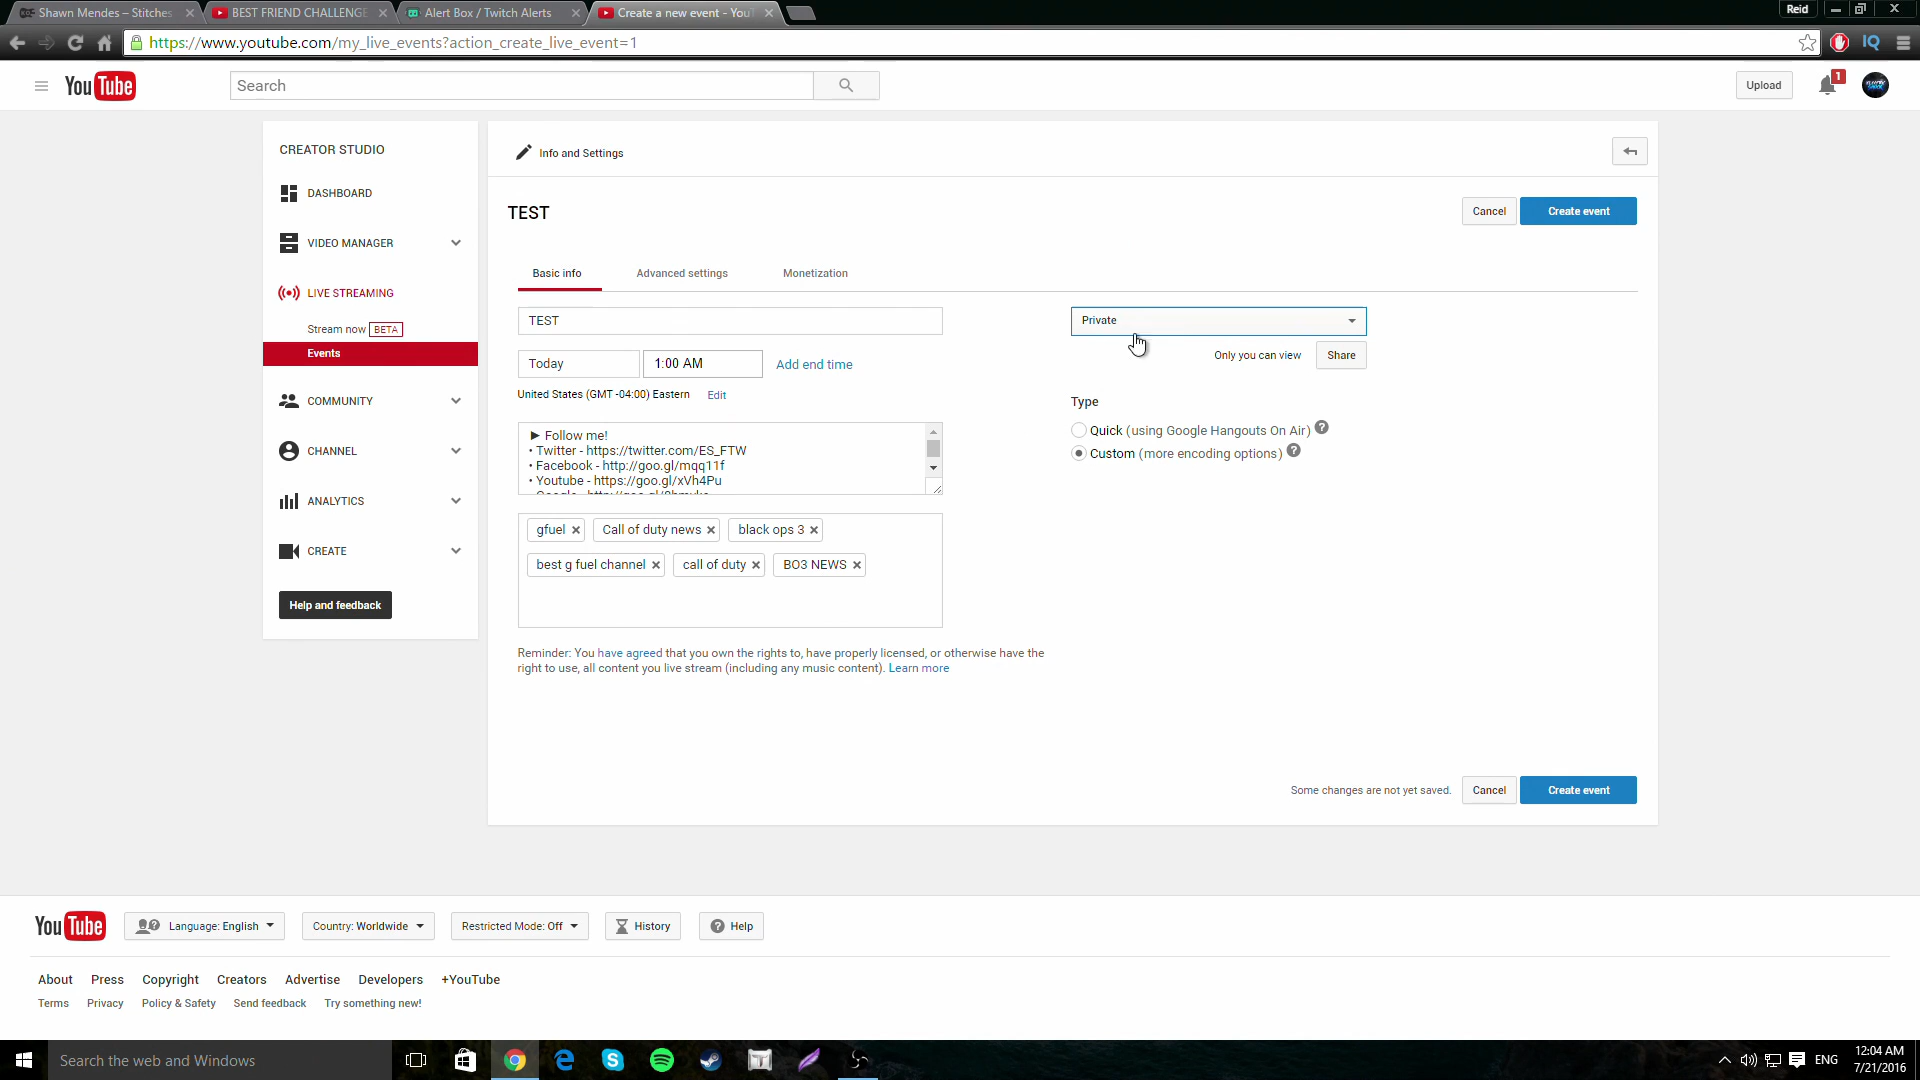 Shawn Mendes – Stitches
BEST FRIEND CHALLENGE
Alert Box / Twitch Alerts
Create a new event - YouT
Reid
https://www.youtube.com/my_live_events?action_create_live_event=1
IQ
YouTube
Search
Upload
1
CREATOR STUDIO
DASHBOARD
VIDEO MANAGER
LIVE STREAMING
Stream now BETA
Events
COMMUNITY
CHANNEL
ANALYTICS
CREATE
Help and feedback
Info and Settings
TEST
Cancel
Create event
Basic info
Advanced settings
Monetization
TEST
Today
1:00 AM
Add end time
United States (GMT -04:00) Eastern
Edit
► Follow me!
• Twitter - https://twitter.com/ES_FTW
• Facebook - http://goo.gl/mqq11f
• Youtube - https://goo.gl/xVh4Pu
gfuel ×
Call of duty news ×
black ops 3 ×
best g fuel channel ×
call of duty ×
BO3 NEWS ×
Reminder: You have agreed that you own the rights to, have properly licensed, or otherwise have the
right to use, all content you live stream (including any music content). Learn more
Private
Only you can view
Share
Type
Quick (using Google Hangouts On Air) ?
Custom (more encoding options) ?
Some changes are not yet saved.
Cancel
Create event
YouTube
Language: English
Country: Worldwide
Restricted Mode: Off
History
Help
About Press Copyright Creators Advertise Developers +YouTube
Terms Privacy Policy & Safety Send feedback Try something new!
Search the web and Windows
ENG
12:04 AM
7/21/2016